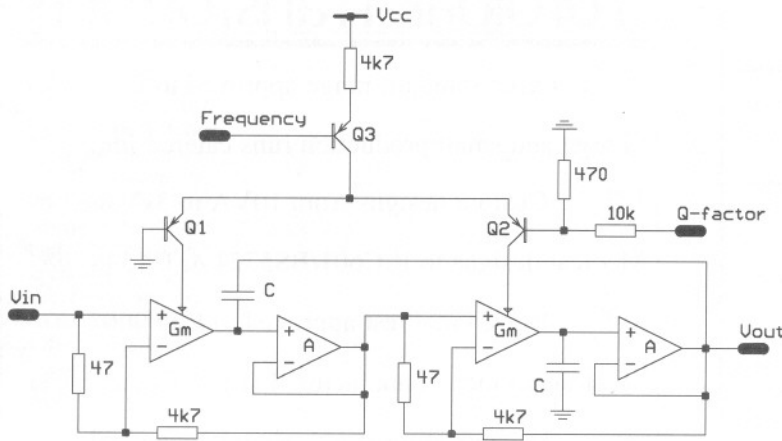 Vcc
4k7
Frequency
Q3
470
Q1
Q2
10k
Q-factor
Vin
C
+
Gm
-
+
A
-
47
4k7
+
Gm
-
C
+
A
-
Vout
47
4k7